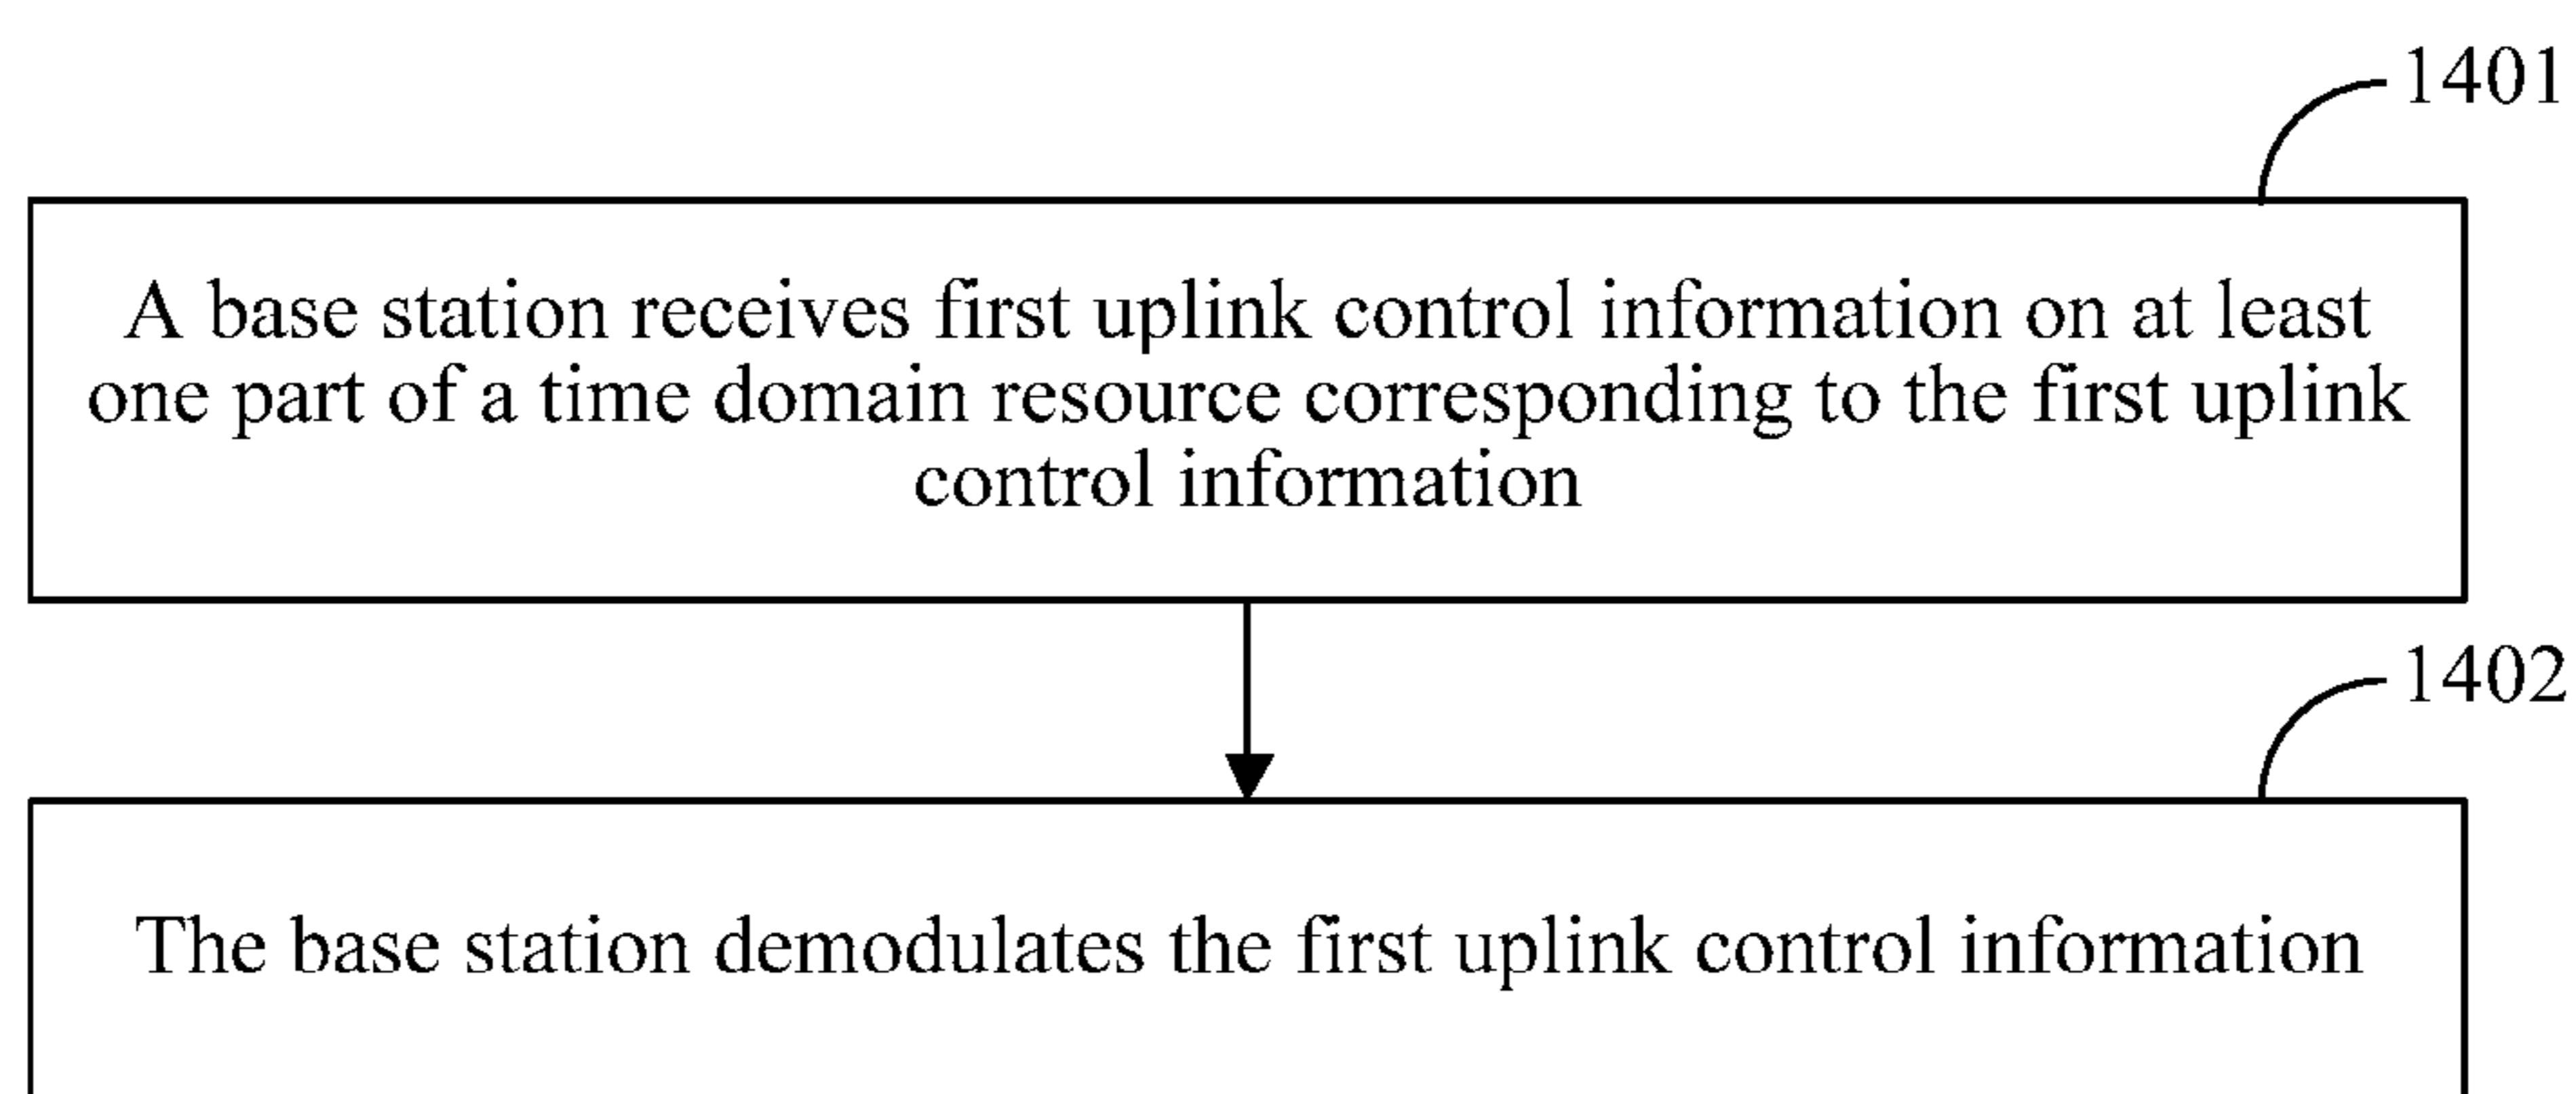 1401
A base station receives first uplink control information on at least
one part of a time domain resource corresponding to the first uplink
control information
1402
The base station demodulates the first uplink control information